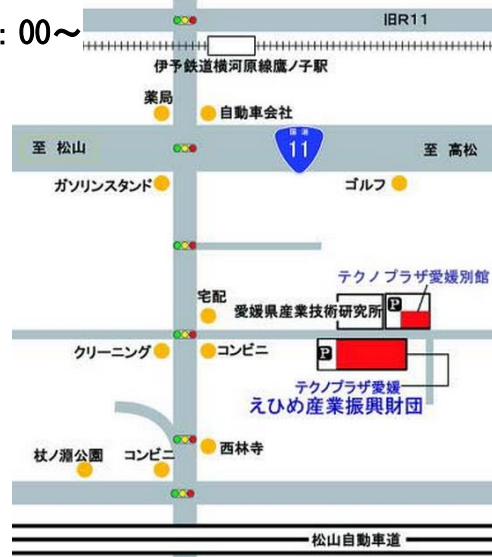 : 00～
旧R11
伊予鉄道横河原線鷹ノ子駅
薬局
自動車会社
至 松山
国道
11
至 高松
ガソリンスタンド
ゴルフ
テクノプラザ愛媛別館
宅配
愛媛県産業技術研究所
P
クリーニング
コンビニ
P
テクノプラザ愛媛
えひめ産業振興財団
杖ノ淵公園
コンビニ
西林寺
松山自動車道